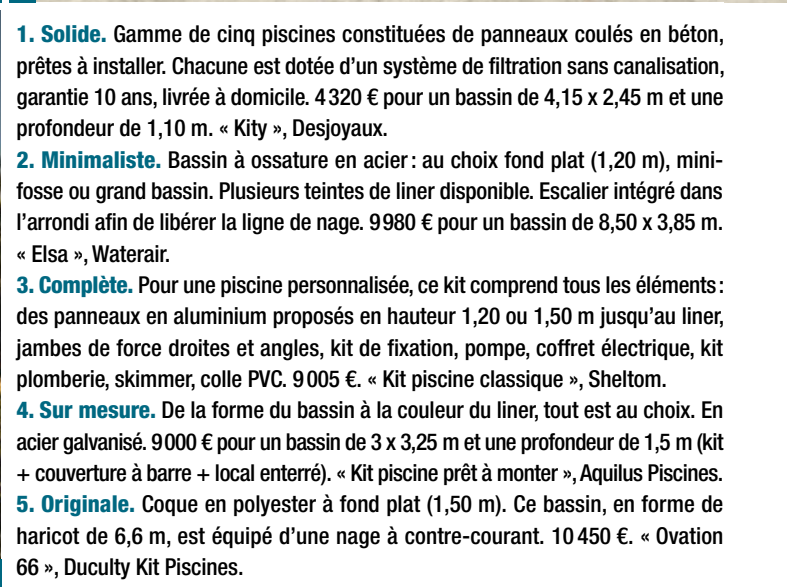 1. Solide. Gamme de cinq piscines constituées de panneaux coulés en béton,
prêtes à installer. Chacune est dotée d'un système de filtration sans canalisation,
garantie 10 ans, livrée à domicile. 4 320 € pour un bassin de 4,15 x 2,45 m et une
profondeur de 1,10 m. « Kity », Desjoyaux.
2. Minimaliste. Bassin à ossature en acier : au choix fond plat (1,20 m), mini-
fosse ou grand bassin. Plusieurs teintes de liner disponible. Escalier intégré dans
l'arrondi afin de libérer la ligne de nage. 9 980 € pour un bassin de 8,50 x 3,85 m.
« Elsa », Waterair.
3. Complète. Pour une piscine personnalisée, ce kit comprend tous les éléments :
des panneaux en aluminium proposés en hauteur 1,20 ou 1,50 m jusqu'au liner,
jambes de force droites et angles, kit de fixation, pompe, coffret électrique, kit
plomberie, skimmer, colle PVC. 9 005 €. « Kit piscine classique », Sheltom.
4. Sur mesure. De la forme du bassin à la couleur du liner, tout est au choix. En
acier galvanisé. 9 000 € pour un bassin de 3 x 3,25 m et une profondeur de 1,5 m (kit
+ couverture à barre + local enterré). « Kit piscine prêt à monter », Aquilus Piscines.
5. Originale. Coque en polyester à fond plat (1,50 m). Ce bassin, en forme de
haricot de 6,6 m, est équipé d'une nage à contre-courant. 10 450 €. « Ovation
66 », Duculty Kit Piscines.